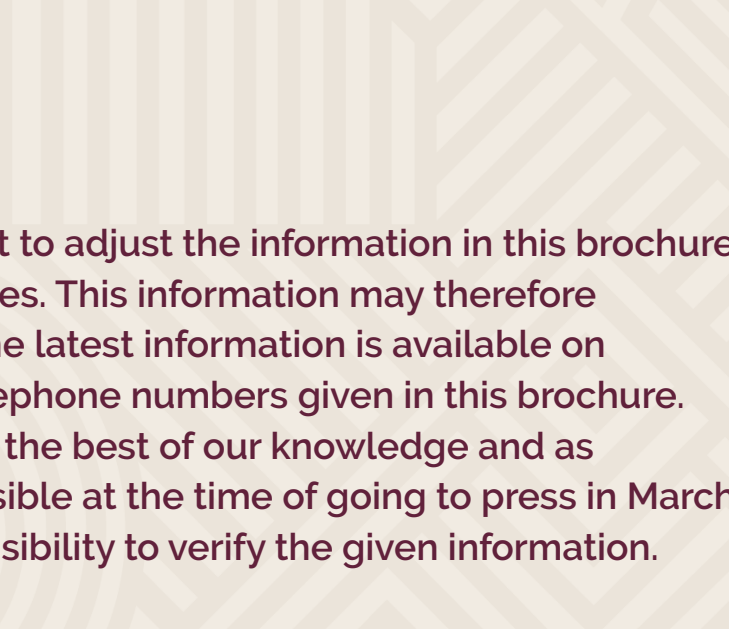 t to adjust the information in this brochure
es. This information may therefore
e latest information is available on
ephone numbers given in this brochure.
the best of our knowledge and as
sible at the time of going to press in March
sibility to verify the given information.